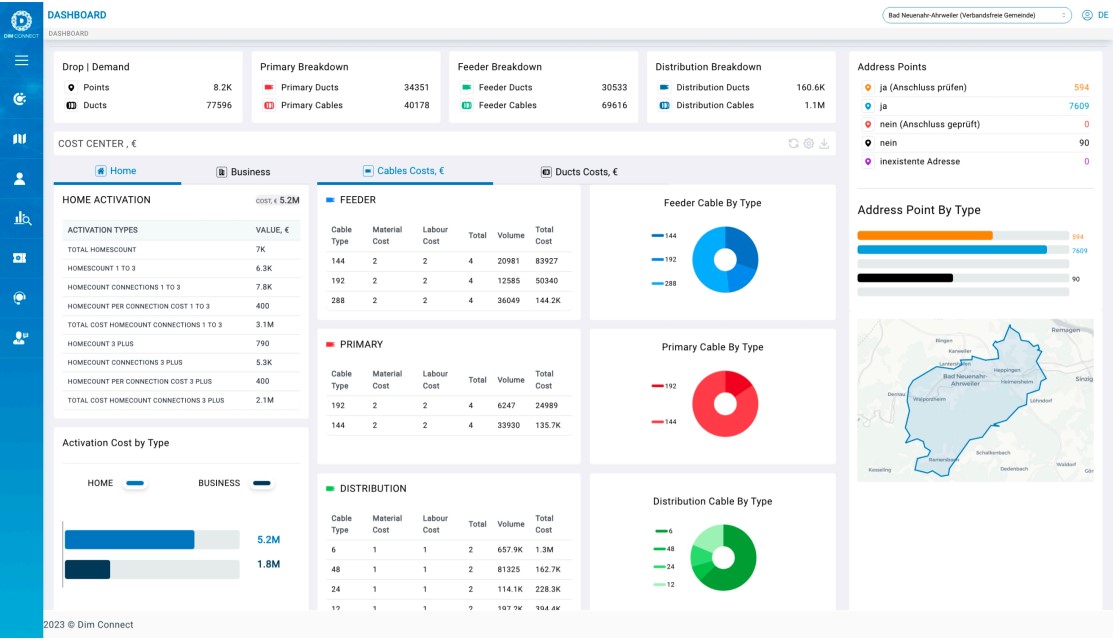 DIM CONNECT
DASHBOARD
Bad Neuenahr-Ahrweiler (Verbandsfreie Gemeinde)
DE
DASHBOARD
Drop | Demand
Points 8.2K
Ducts 77596
Primary Breakdown
Primary Ducts 34351
Primary Cables 40178
Feeder Breakdown
Feeder Ducts 30533
Feeder Cables 69616
Distribution Breakdown
Distribution Ducts 160.6K
Distribution Cables 1.1M
Address Points
ja (Anschluss prüfen) 594
ja 7609
nein (Anschluss geprüft) 0
nein 90
inexistente Adresse 0
COST CENTER , €
Home
Business
Cables Costs, €
Ducts Costs, €
HOME ACTIVATION COST, € 5.2M
ACTIVATION TYPES VALUE, €
TOTAL HOMESCOUNT 7K
HOMESCOUNT 1 TO 3 6.3K
HOMECOUNT CONNECTIONS 1 TO 3 7.8K
HOMECOUNT PER CONNECTION COST 1 TO 3 400
TOTAL COST HOMECOUNT CONNECTIONS 1 TO 3 3.1M
HOMECOUNT 3 PLUS 790
HOMECOUNT CONNECTIONS 3 PLUS 5.3K
HOMECOUNT PER CONNECTION COST 3 PLUS 400
TOTAL COST HOMECOUNT CONNECTIONS 3 PLUS 2.1M
Activation Cost by Type
HOME
BUSINESS
5.2M
1.8M
FEEDER
Cable Type Material Cost Labour Cost Total Volume Total Cost
144 2 2 4 20981 83927
192 2 2 4 12585 50340
288 2 2 4 36049 144.2K
PRIMARY
Cable Type Material Cost Labour Cost Total Volume Total Cost
192 2 2 4 6247 24989
144 2 2 4 33930 135.7K
DISTRIBUTION
Cable Type Material Cost Labour Cost Total Volume Total Cost
6 1 1 2 657.9K 1.3M
48 1 1 2 81325 162.7K
24 1 1 2 114.1K 228.3K
12 1 1 2 197.2K 394.4K
Feeder Cable By Type
144
192
288
Primary Cable By Type
192
144
Distribution Cable By Type
6
48
24
12
Address Point By Type
594
7609
90
Remagen
Ringen
Karweiler
Lantershofen
Heppingen
Bad Neuenahr-
Ahrweiler
Heimersheim
Sinzig
Dernau
Walporzheim
Löhndorf
Ramersbach
Schalkenbach
Kesseling
Dedenbach
Waldorf
Gön
2023 © Dim Connect